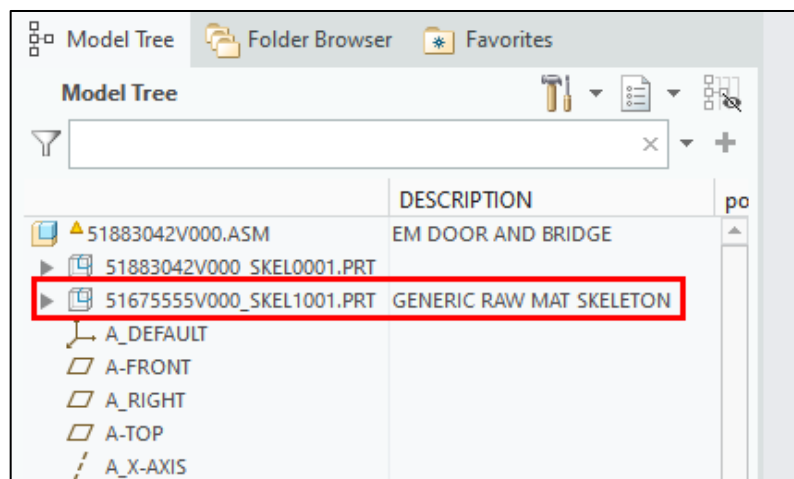 Model Tree Folder Browser Favorites
Model Tree
DESCRIPTION po
51883042V000.ASM EM DOOR AND BRIDGE
51883042V000_SKEL0001.PRT
51675555V000_SKEL1001.PRT GENERIC RAW MAT SKELETON
A_DEFAULT
A-FRONT
A_RIGHT
A-TOP
A_X-AXIS